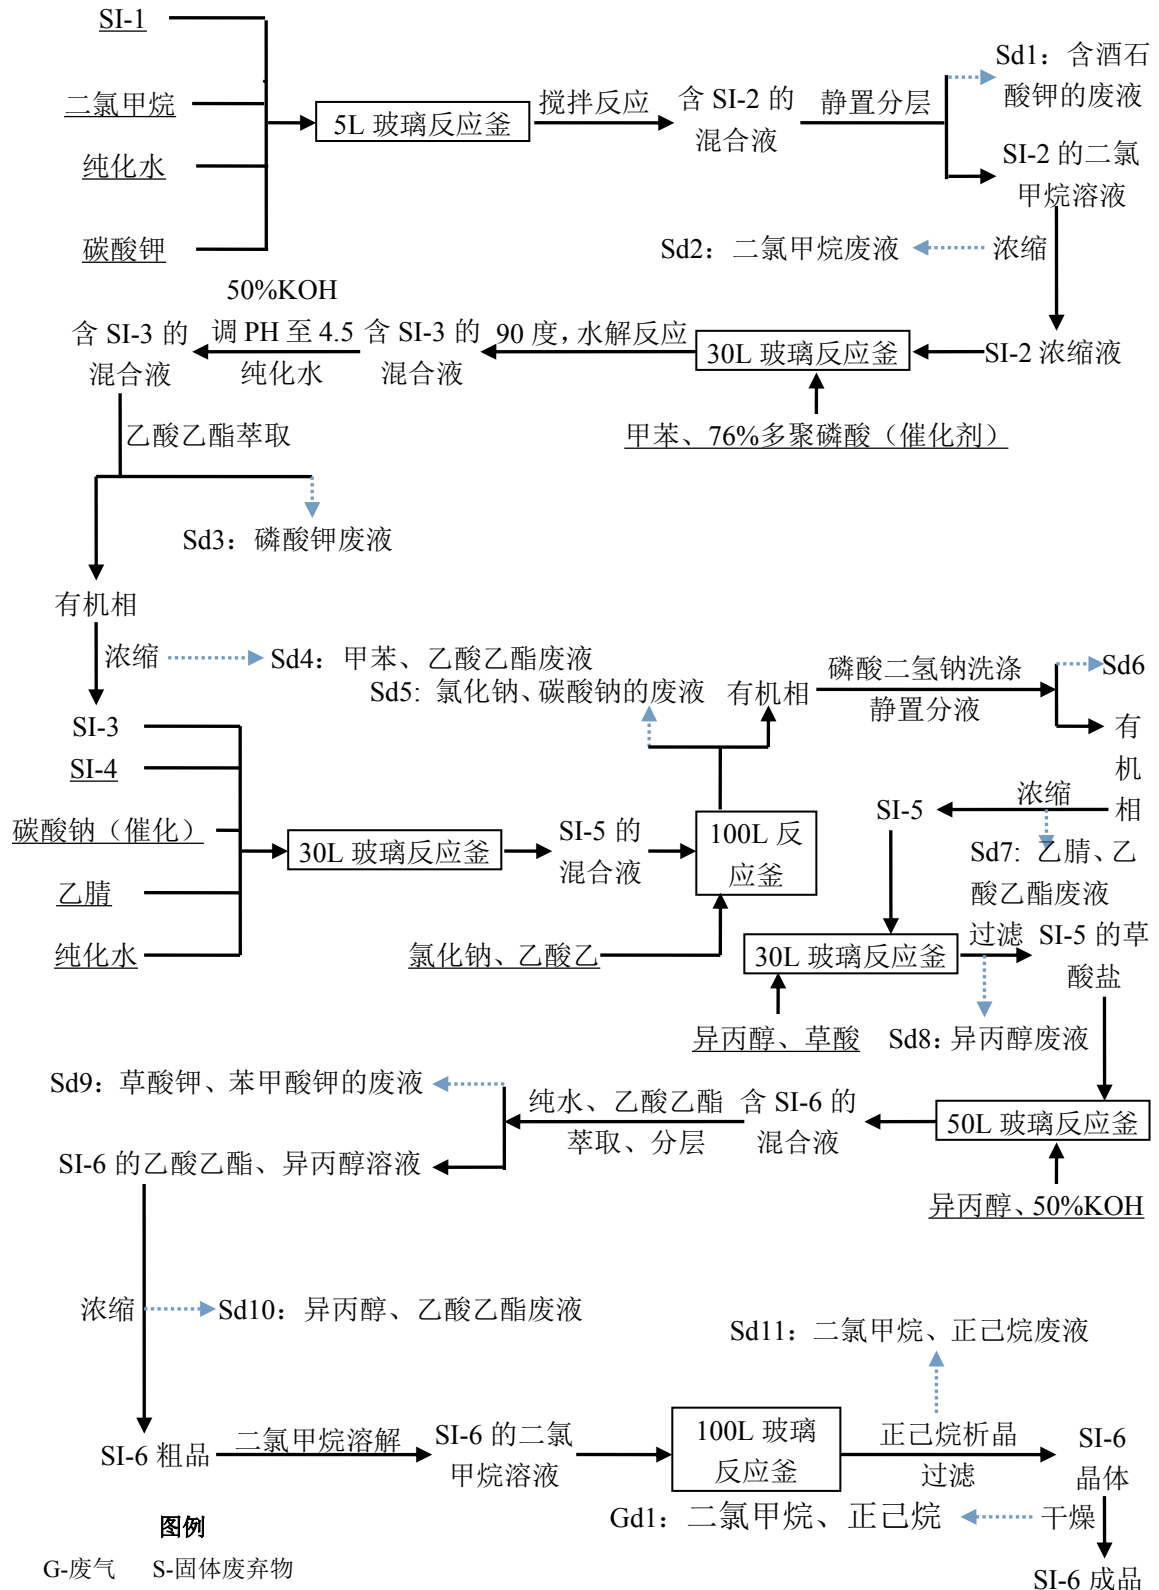 SI-1
二氯甲烷
纯化水
碳酸钾
5L 玻璃反应釜
搅拌反应
含 SI-2 的
混合液
静置分层
Sd1：含酒石
酸钾的废液
SI-2 的二氯
甲烷溶液
Sd2：二氯甲烷废液
浓缩
50%KOH
含 SI-3 的
混合液
调 PH 至 4.5
纯化水
含 SI-3 的
混合液
90 度，水解反应
30L 玻璃反应釜
SI-2 浓缩液
甲苯、76%多聚磷酸（催化剂）
乙酸乙酯萃取
Sd3：磷酸钾废液
有机相
浓缩
Sd4：甲苯、乙酸乙酯废液
Sd5: 氯化钠、碳酸钠的废液
有机相
磷酸二氢钠洗涤
静置分液
Sd6
有
机
相
SI-3
SI-4
碳酸钠（催化）
乙腈
纯化水
30L 玻璃反应釜
SI-5 的
混合液
100L 反
应釜
氯化钠、乙酸乙
SI-5
浓缩
Sd7: 乙腈、乙
酸乙酯废液
30L 玻璃反应釜
过滤
SI-5 的草
酸盐
异丙醇、草酸
Sd8：异丙醇废液
Sd9：草酸钾、苯甲酸钾的废液
纯水、乙酸乙酯
萃取、分层
含 SI-6 的
混合液
50L 玻璃反应釜
SI-6 的乙酸乙酯、异丙醇溶液
异丙醇、50%KOH
浓缩
Sd10：异丙醇、乙酸乙酯废液
Sd11：二氯甲烷、正己烷废液
SI-6 粗品
二氯甲烷溶解
SI-6 的二氯
甲烷溶液
100L 玻璃
反应釜
正己烷析晶
过滤
SI-6
晶体
Gd1：二氯甲烷、正己烷
干燥
SI-6 成品
图例
G-废气 S-固体废弃物